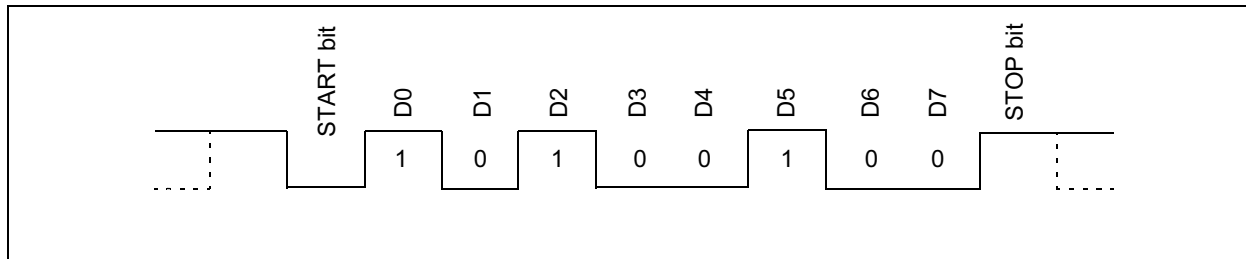 START bit D0 D1 D2 D3 D4 D5 D6 D7 STOP bit
1 0 1 0 0 1 0 0